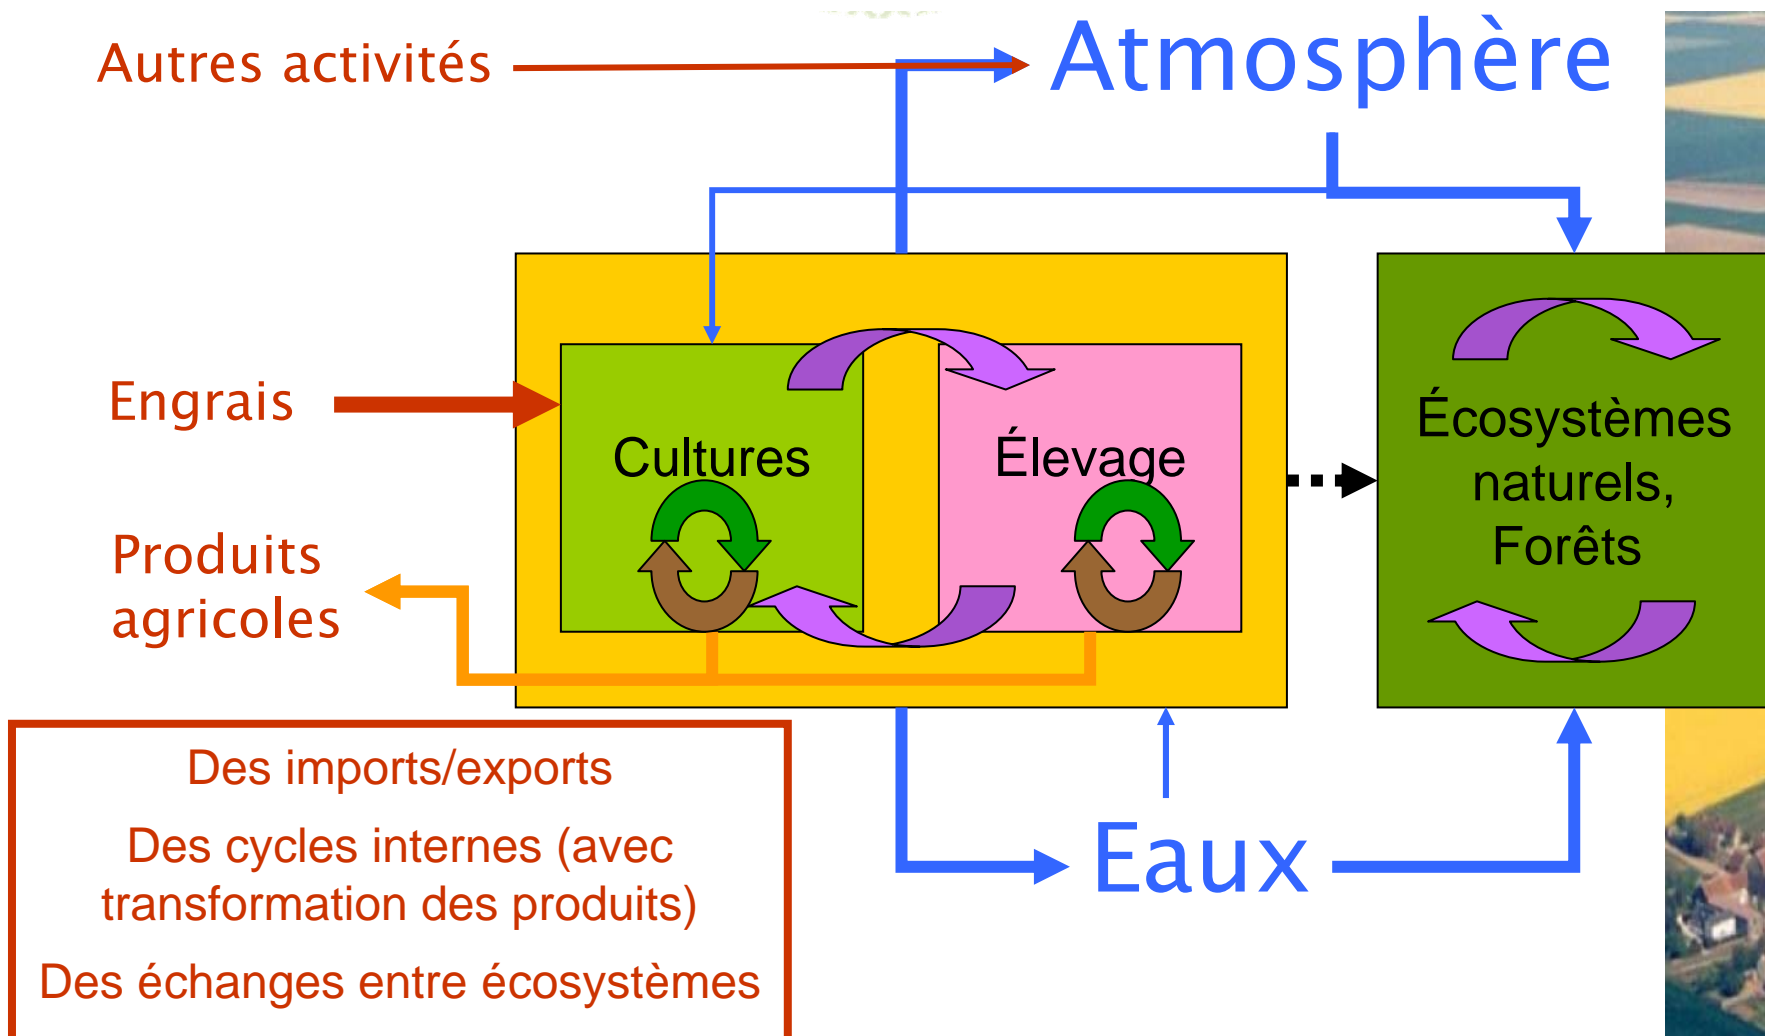 Autres activités
Atmosphère
Engrais
Cultures
Élevage
Écosystèmes
naturels,
Forêts
Produits
agricoles
Eaux
Des imports/exports
Des cycles internes (avec
transformation des produits)
Des échanges entre écosystèmes